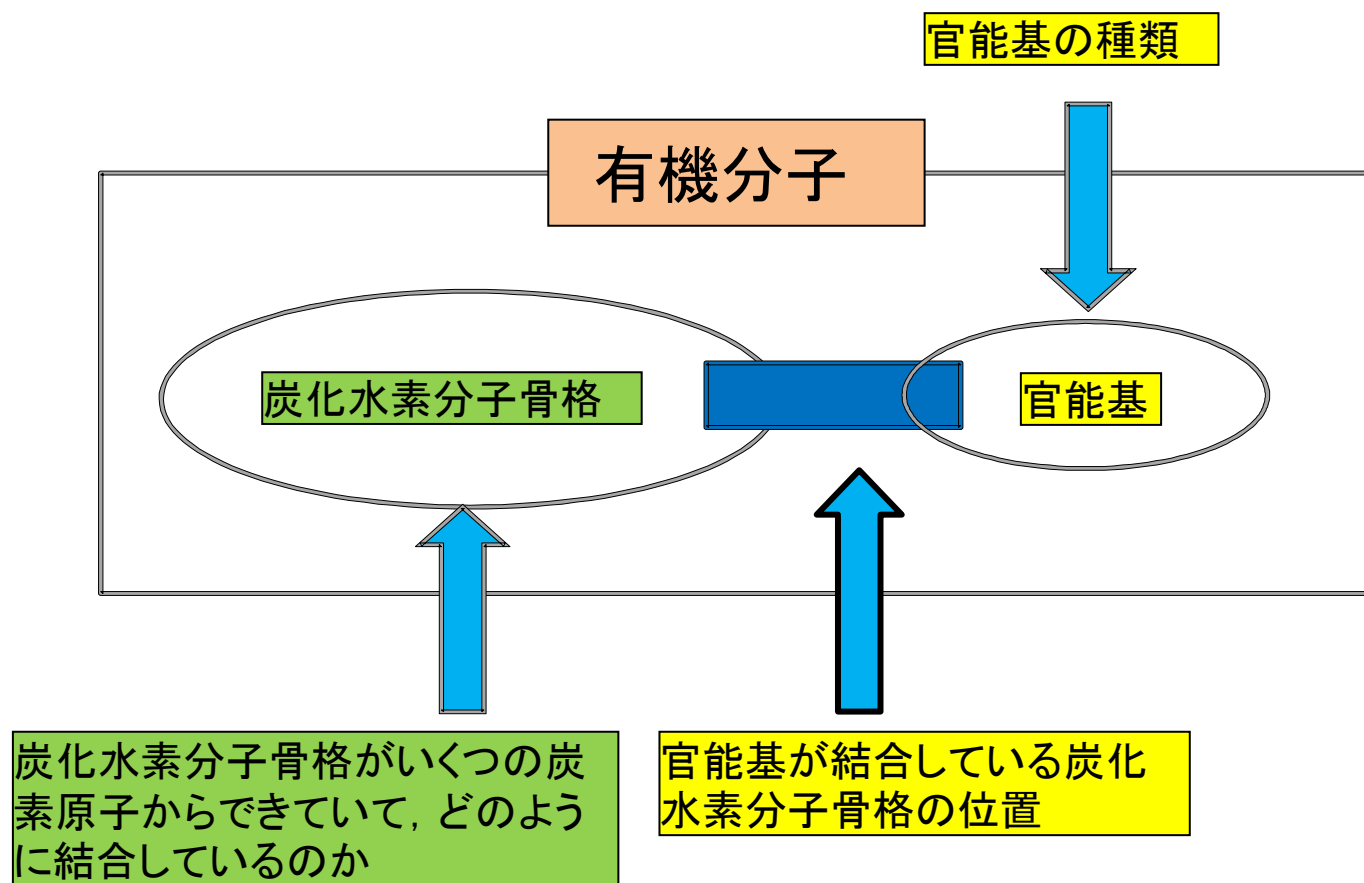 官能基の種類
有機分子
炭化水素分子骨格
官能基
炭化水素分子骨格がいくつの炭
素原子からできていて，どのよう
に結合しているのか
官能基が結合している炭化
水素分子骨格の位置